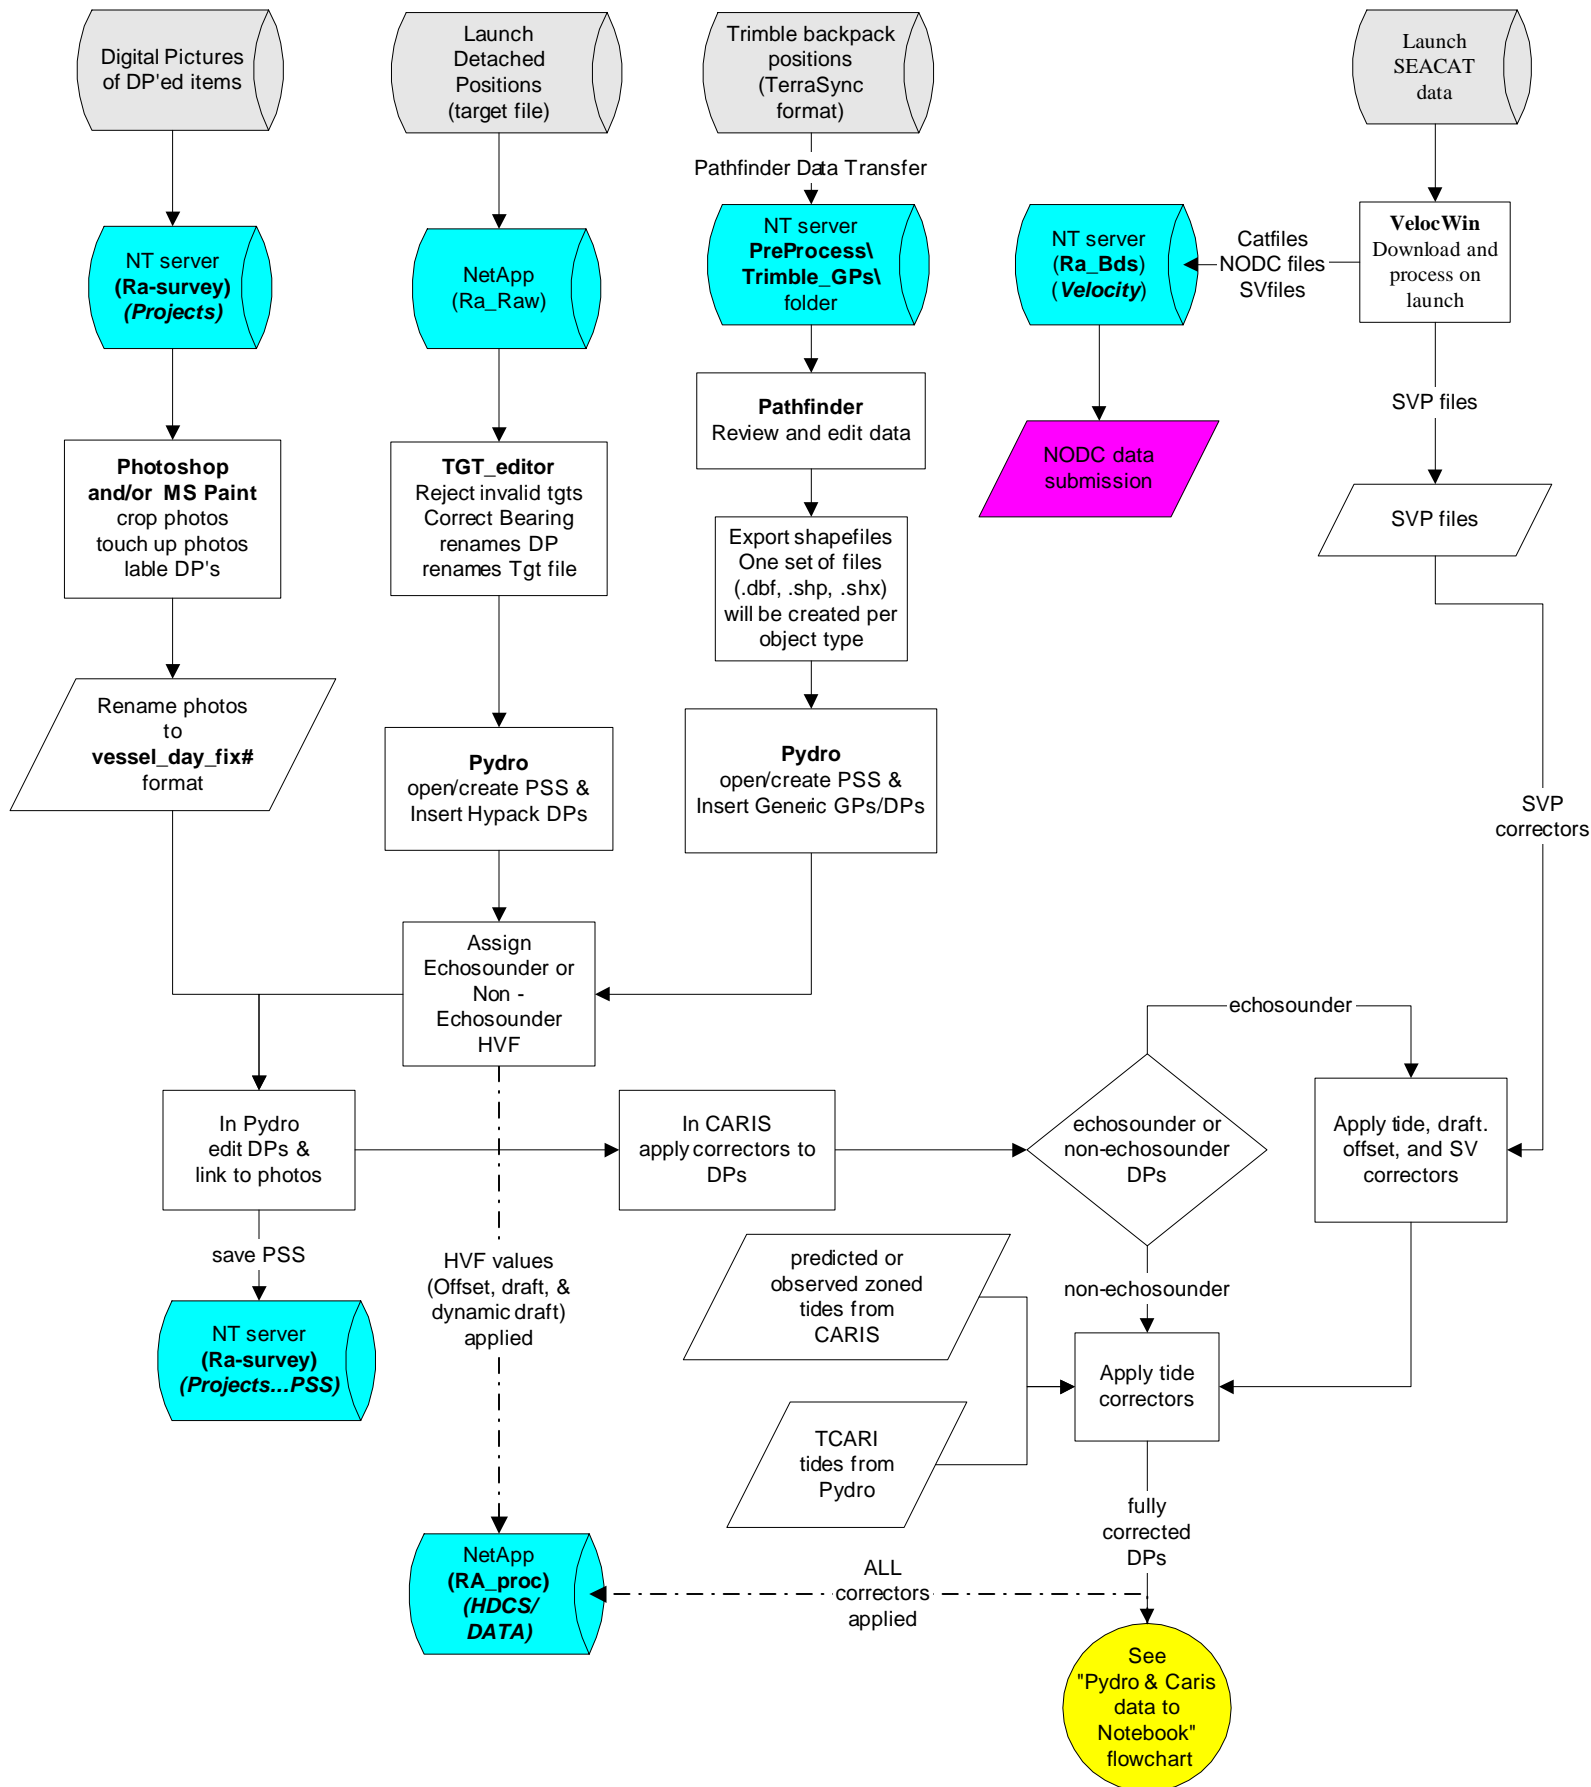 Digital Pictures
of DP'ed items
Launch
Detached
Positions
(target file)
Trimble backpack
positions
(TerraSync
format)
Launch
SEACAT
data
Pathfinder Data Transfer
NT server
(Ra-survey)
(Projects)
NetApp
(Ra_Raw)
NT server
PreProcess\
Trimble_GPs\
folder
NT server
(Ra_Bds)
(Velocity)
Catfiles
NODC files
SVfiles
VelocWin
Download and
process on
launch
Pathfinder
Review and edit data
SVP files
NODC data
submission
SVP files
Photoshop
and/or MS Paint
crop photos
touch up photos
lable DP's
TGT_editor
Reject invalid tgts
Correct Bearing
renames DP
renames Tgt file
Export shapefiles
One set of files
(.dbf, .shp, .shx)
will be created per
object type
Rename photos
to
vessel_day_fix#
format
Pydro
open/create PSS &
Insert Hypack DPs
Pydro
open/create PSS &
Insert Generic GPs/DPs
SVP
correctors
Assign
Echosounder or
Non -
Echosounder
HVF
echosounder
In Pydro
edit DPs &
link to photos
In CARIS
apply correctors to
DPs
echosounder or
non-echosounder
DPs
Apply tide, draft.
offset, and SV
correctors
save PSS
HVF values
(Offset, draft, &
dynamic draft)
applied
predicted or
observed zoned
tides from
CARIS
non-echosounder
NT server
(Ra-survey)
(Projects...PSS)
Apply tide
correctors
TCARI
tides from
Pydro
fully
corrected
DPs
NetApp
(RA_proc)
(HDCS/
DATA)
ALL
correctors
applied
See
"Pydro & Caris
data to
Notebook"
flowchart